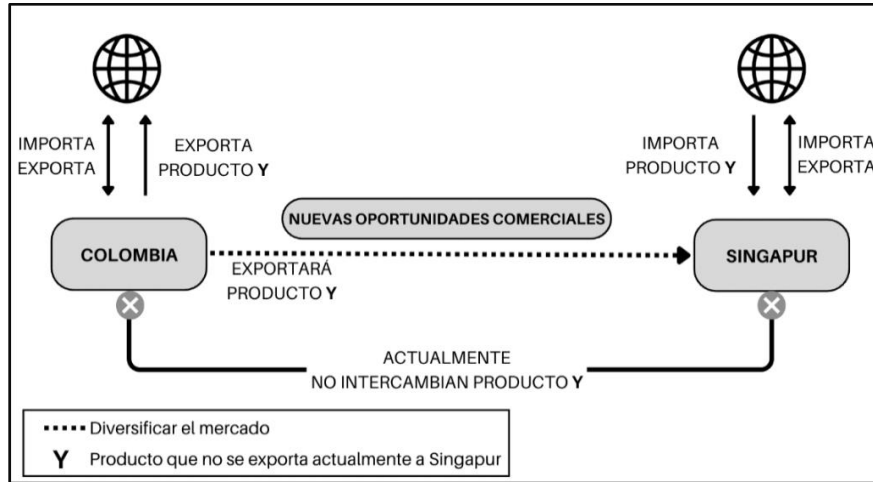 IMPORTA
EXPORTA
EXPORTA
PRODUCTO Y
IMPORTA
PRODUCTO Y
IMPORTA
EXPORTA
NUEVAS OPORTUNIDADES COMERCIALES
COLOMBIA
EXPORTARÁ
PRODUCTO Y
SINGAPUR
ACTUALMENTE
NO INTERCAMBIAN PRODUCTO Y
Diversificar el mercado
Y Producto que no se exporta actualmente a Singapur